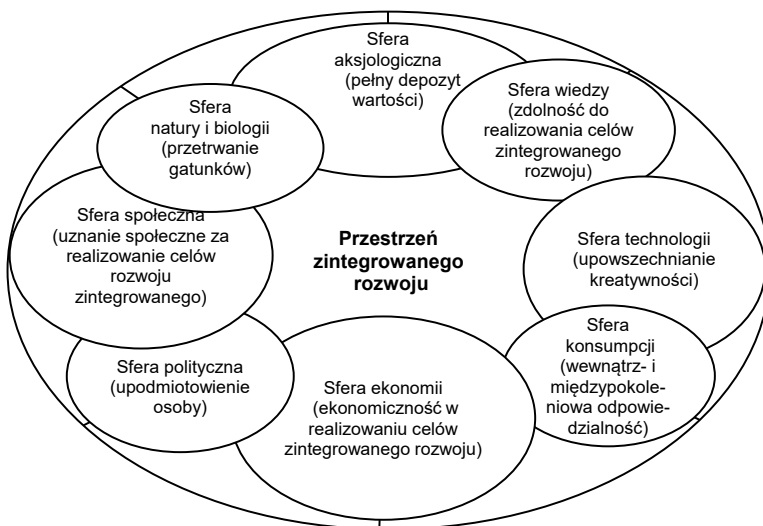 Sfera
aksjologiczna
(pełny depozyt
wartości)
Sfera wiedzy
(zdolność do
realizowania celów
zintegrowanego
rozwoju)
Sfera
natury i biologii
(przetrwanie
gatunków)
Sfera społeczna
(uznanie społeczne za
realizowanie celów
rozwoju
zintegrowanego)
Przestrzeń
zintegrowanego
rozwoju
Sfera technologii
(upowszechnianie
kreatywności)
Sfera
konsumpcji
(wewnątrz- i
międzypokole-
niowa odpowie-
dzialność)
Sfera polityczna
(upodmiotowienie
osoby)
Sfera ekonomii
(ekonomiczność w
realizowaniu celów
zintegrowanego rozwoju)